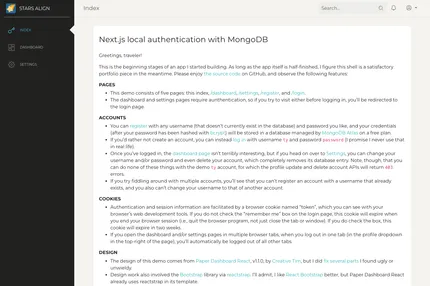 STARS ALIGN
Index
Search...
INDEX
DASHBOARD
SETTINGS
Next.js local authentication with MongoDB
Greetings, traveler!
This is the beginning stages of an app I started building. As long as the app itself is half-finished, I figure this shell is a satisfactory
portfolio piece in the meantime. Please enjoy the source code, on GitHub, and observe the following features:
PAGES
This demo consists of five pages: this index, /dashboard, /settings, /register, and /login.
The dashboard and settings pages require authentication, so if you try to visit either before logging in, you'll be redirected to the
login page.
ACCOUNTS
You can register with any username (that doesn't currently exist in the database) and password you like, and your credentials
(after your password has been hashed with bcrypt) will be stored in a database managed by MongoDB Atlas on a free plan.
If you'd rather not create an account, you can instead log in with username ty and password password (I promise I never use that
in real life).
Once you've logged in, the dashboard page isn't terribly interesting, but if you head on over to Settings, you can change your
username and/or password and even delete your account, which completely removes its database entry. Note, though, that you
can do none of these things with the demo ty account, for which the profile update and delete account APIs will return 403
errors.
If you try fiddling around with multiple accounts, you'll see that you can't register an account with a username that already
exists, and you also can't change your username to that of another account.
COOKIES
Authentication and session information are facilitated by a browser cookie named "token", which you can see with your
browser's web development tools. If you do not check the "remember me" box on the login page, this cookie will expire when
you end your browser session (i.e., quit the browser program, not just close the tab or window). If you do check the box, this
cookie will expire in two weeks.
If you open the dashboard and/or settings pages in multiple browser tabs, when you log out in one tab (in the profile dropdown
in the top right of the page), you'll automatically be logged out of all other tabs.
DESIGN
The design of this demo comes from Paper Dashboard React, v1.1.0, by Creative Tim, but I did fix several parts I found ugly or
unwieldy.
Design work also involved the Bootstrap library via reactstrap. I'll admit, I like React Bootstrap better, but Paper Dashboard React
already uses reactstrap in its template.